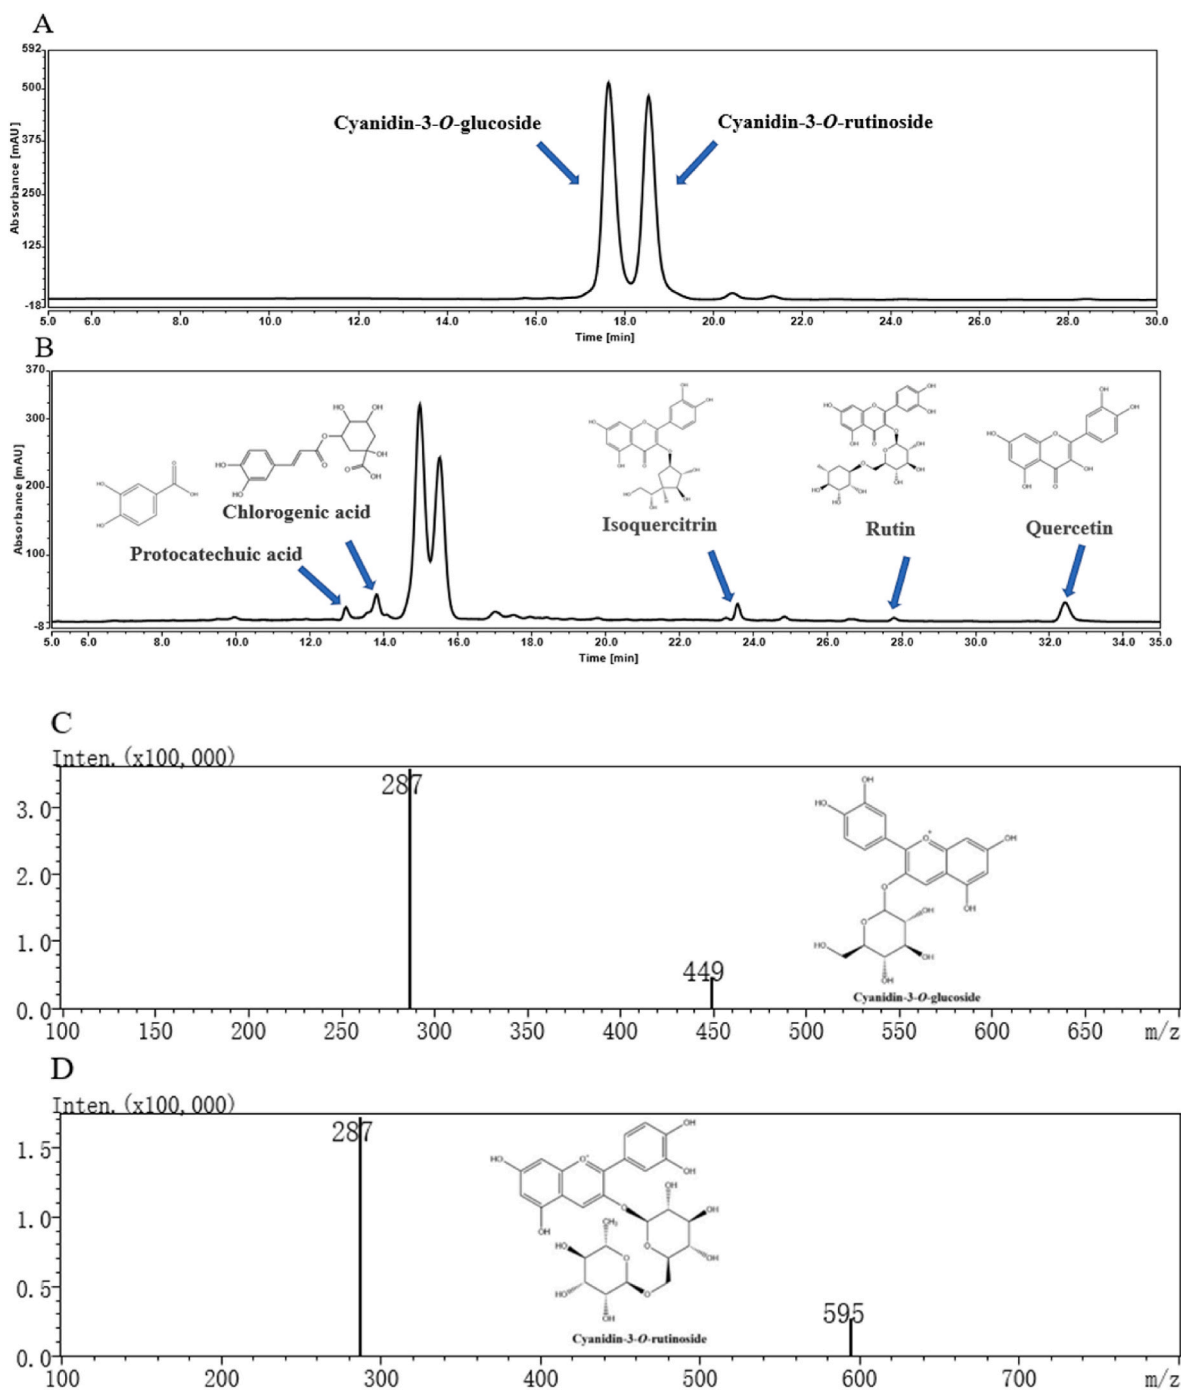 A
592
500
375
250
125
-18
Absorbance [mAU]
Cyanidin-3-O-glucoside
Cyanidin-3-O-rutinoside
5.0 6.0 8.0 10.0 12.0 14.0 16.0 18.0 20.0 22.0 24.0 26.0 28.0 30.0
Time [min]
B
370
300
200
100
-8
Absorbance [mAU]
Protocatechuic acid
Chlorogenic acid
Isoquercitrin
Rutin
Quercetin
5.0 6.0 8.0 10.0 12.0 14.0 16.0 18.0 20.0 22.0 24.0 26.0 28.0 30.0 32.0 34.0 35.0
Time [min]
C
Inten. (x100,000)
3.0
2.0
1.0
0.0
287
449
Cyanidin-3-O-glucoside
100 150 200 250 300 350 400 450 500 550 600 650 m/z
D
Inten. (x100,000)
1.5
1.0
0.5
0.0
287
595
Cyanidin-3-O-rutinoside
100 200 300 400 500 600 700 m/z